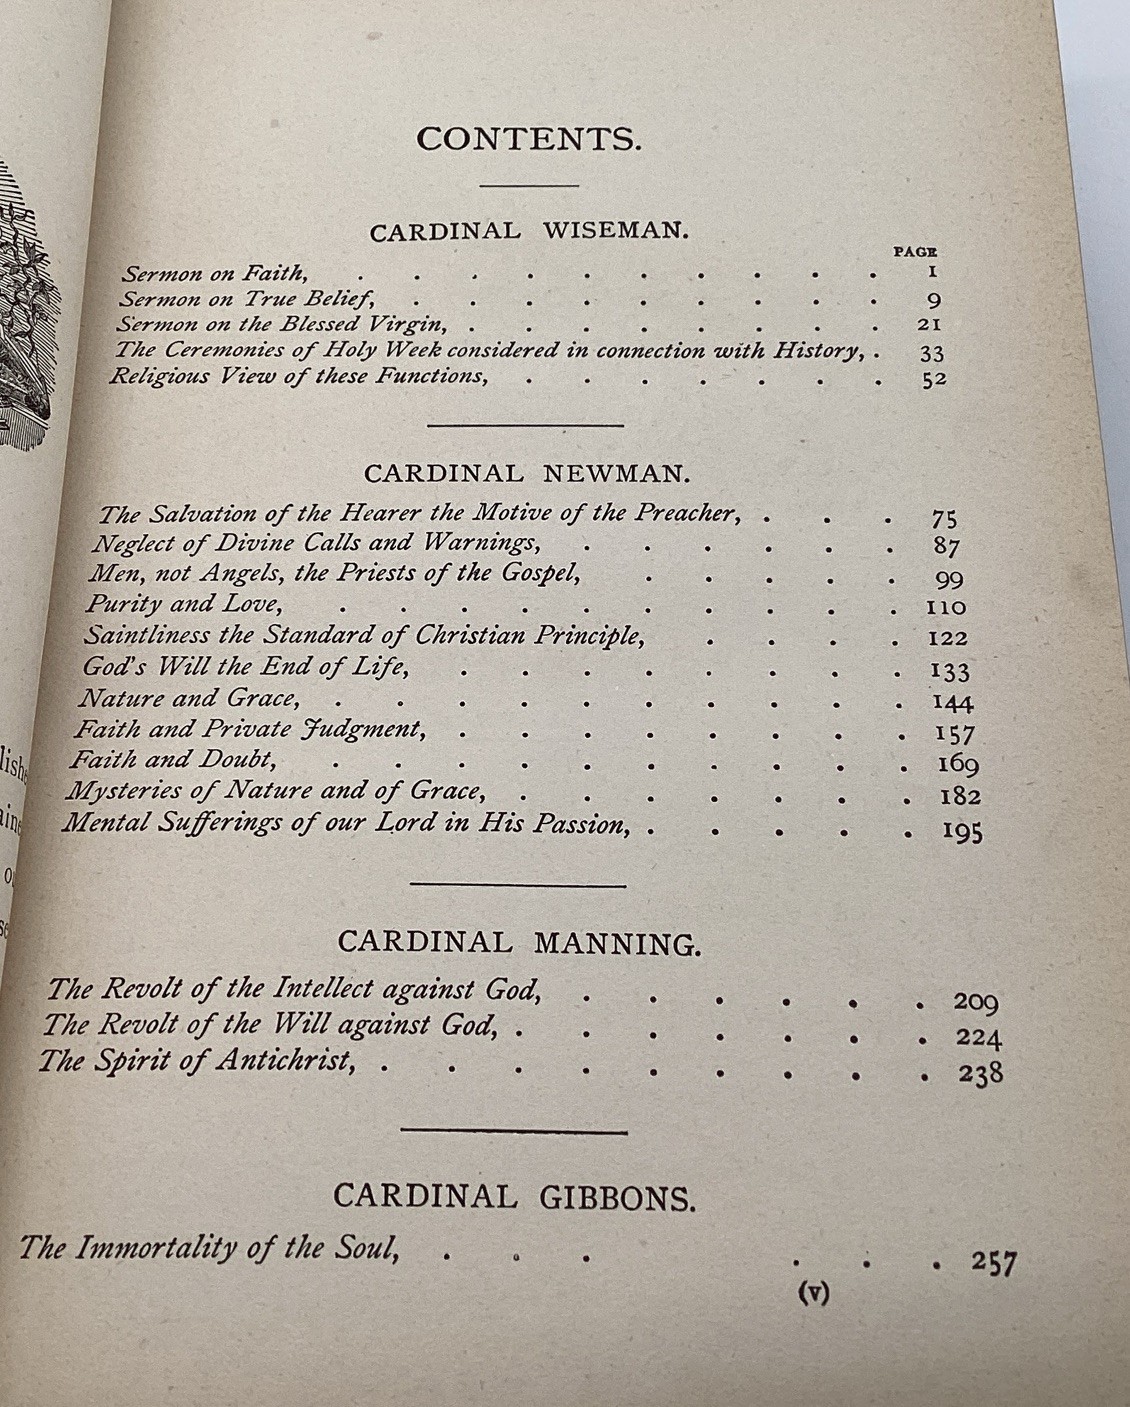 CONTENTS.
CARDINAL WISEMAN.
PAGE
Sermon on Faith, . . . . . . . . . . 1
Sermon on True Belief, . . . . . . . . . 9
Sermon on the Blessed Virgin, . . . . . . . . 21
The Ceremonies of Holy Week considered in connection with History, . 33
Religious View of these Functions, . . . . . . . 52
CARDINAL NEWMAN.
The Salvation of the Hearer the Motive of the Preacher, . . . 75
Neglect of Divine Calls and Warnings, . . . . . . 87
Men, not Angels, the Priests of the Gospel, . . . . . 99
Purity and Love, . . . . . . . . . . 110
Saintliness the Standard of Christian Principle, . . . . 122
God's Will the End of Life, . . . . . . . . 133
Nature and Grace, . . . . . . . . . . 144
Faith and Private Judgment, . . . . . . . . 157
Faith and Doubt, . . . . . . . . . . 169
Mysteries of Nature and of Grace, . . . . . . . 182
Mental Sufferings of our Lord in His Passion, . . . . . 195
CARDINAL MANNING.
The Revolt of the Intellect against God, . . . . . . 209
The Revolt of the Will against God, . . . . . . . 224
The Spirit of Antichrist, . . . . . . . . . 238
CARDINAL GIBBONS.
The Immortality of the Soul, . . . . . . 257
(v)